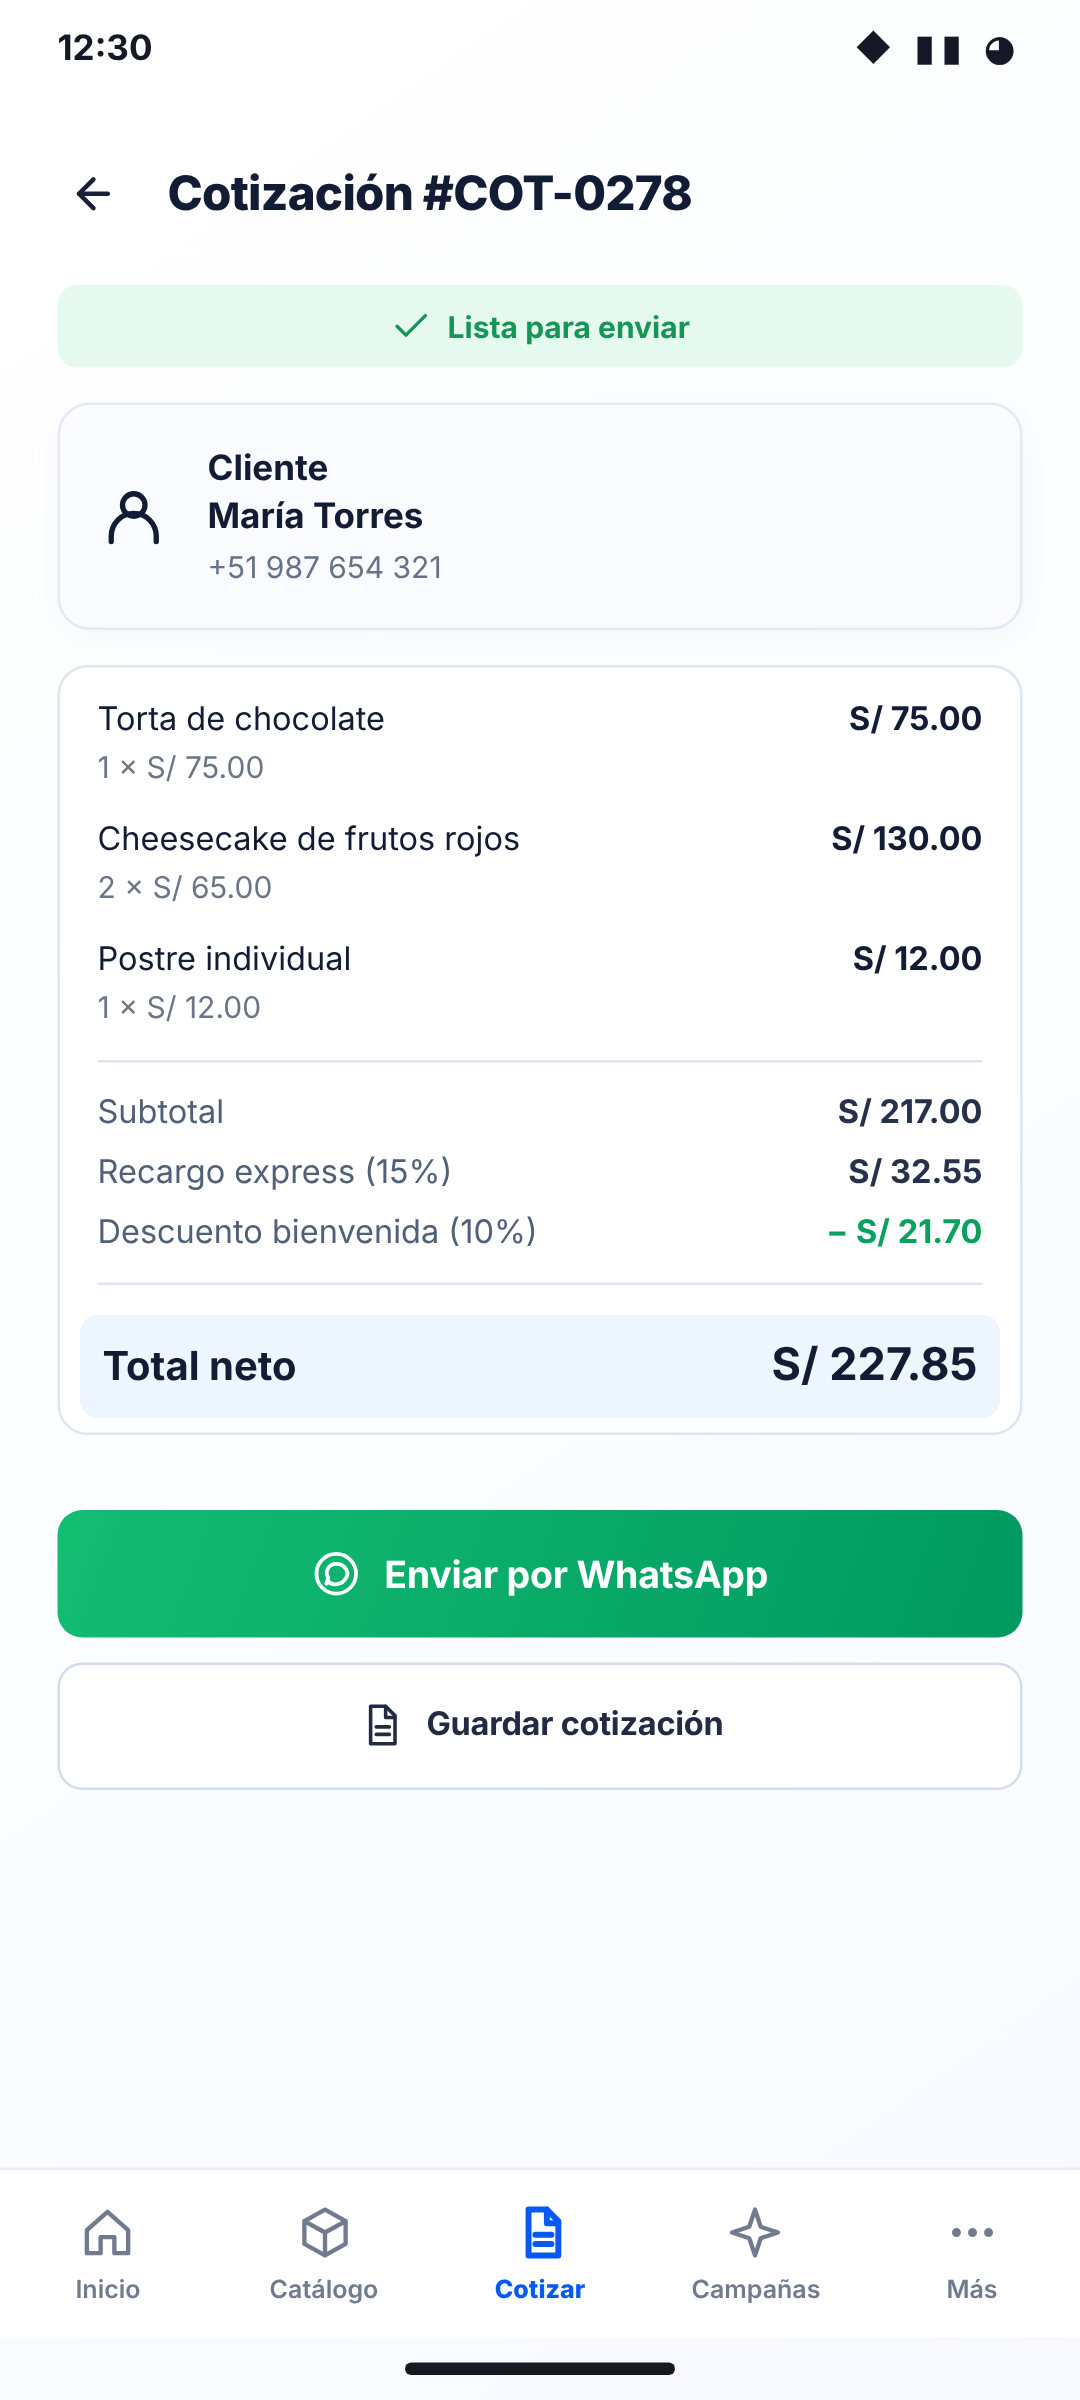 12:30
Cotización #COT-0278
Lista para enviar
Cliente
María Torres
+51 987 654 321
Torta de chocolate S/ 75.00
1 × S/ 75.00
Cheesecake de frutos rojos S/ 130.00
2 × S/ 65.00
Postre individual S/ 12.00
1 × S/ 12.00
Subtotal S/ 217.00
Recargo express (15%) S/ 32.55
Descuento bienvenida (10%) – S/ 21.70
Total neto S/ 227.85
Enviar por WhatsApp
Guardar cotización
Inicio Catálogo Cotizar Campañas Más